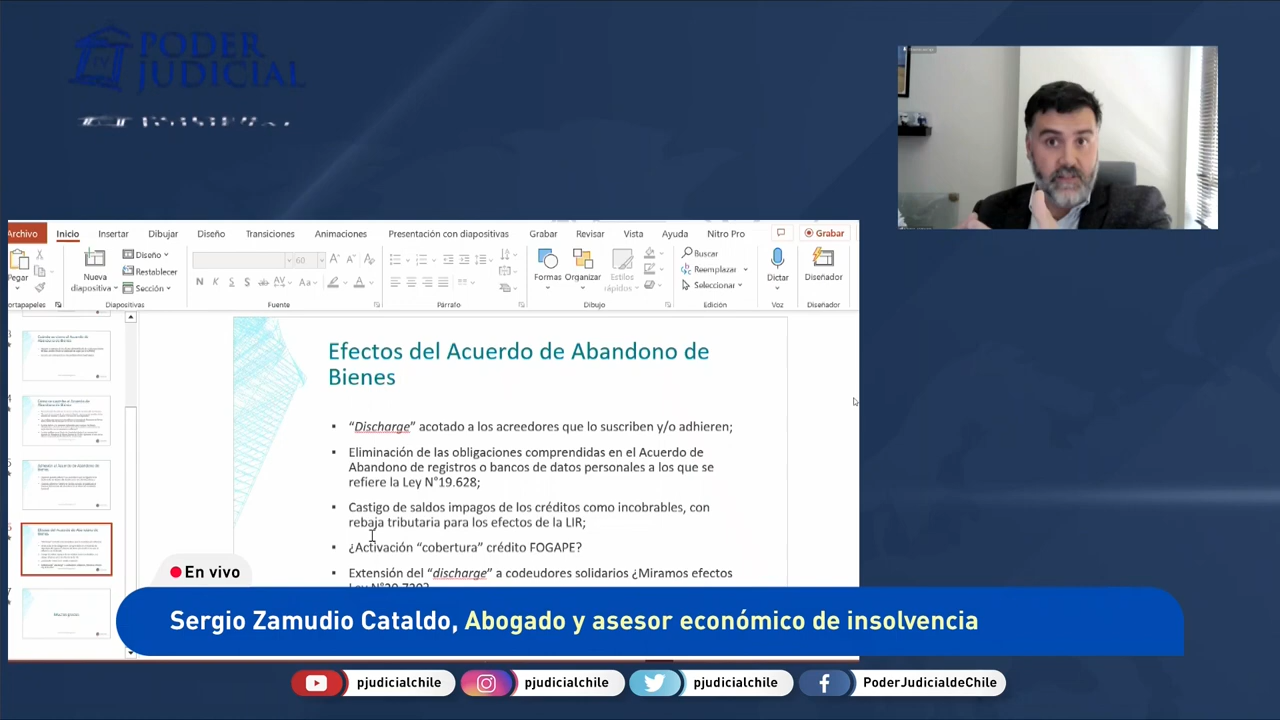 PODER
JUDICIAL
TV
Archivo
Inicio
Insertar
Dibujar
Diseño
Transiciones
Animaciones
Presentación con diapositivas
Grabar
Revisar
Vista
Ayuda
Nitro Pro
Grabar
Pegar
Nueva
diapositiva
Diseño
Restablecer
Sección
60
N K S S AV Aa
Formas
Organizar
Estilos
rápidos
Buscar
Reemplazar
Seleccionar
Dictar
Diseñador
Diapositivas
Fuente
Párrafo
Dibujo
Edición
Voz
Diseñador
Efectos del Acuerdo de Abandono de
Bienes
▪ “Discharge” acotado a los acreedores que lo suscriben y/o adhieren;
▪ Eliminación de las obligaciones comprendidas en el Acuerdo de
Abandono de registros o bancos de datos personales a los que se
refiere la Ley N°19.628;
▪ Castigo de saldos impagos de los créditos como incobrables, con
rebaja tributaria para los efectos de la LIR;
▪ ¿Activación “cobertura crédito FOGAPE?
▪ Extensión del “discharge” a codeudores solidarios ¿Miramos efectos
En vivo
Sergio Zamudio Cataldo, Abogado y asesor económico de insolvencia
pjudicialchile
pjudicialchile
pjudicialchile
PoderJudicialdeChile